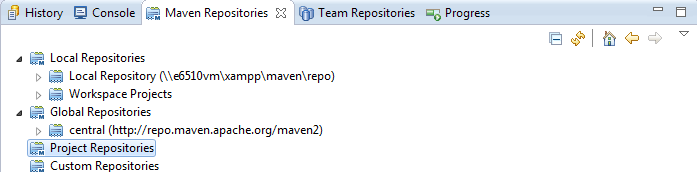 History Console Maven Repositories Team Repositories Progress
Local Repositories
Local Repository (\\e6510vm\xampp\maven\repo)
Workspace Projects
Global Repositories
central (http://repo.maven.apache.org/maven2)
Project Repositories
Custom Repositories